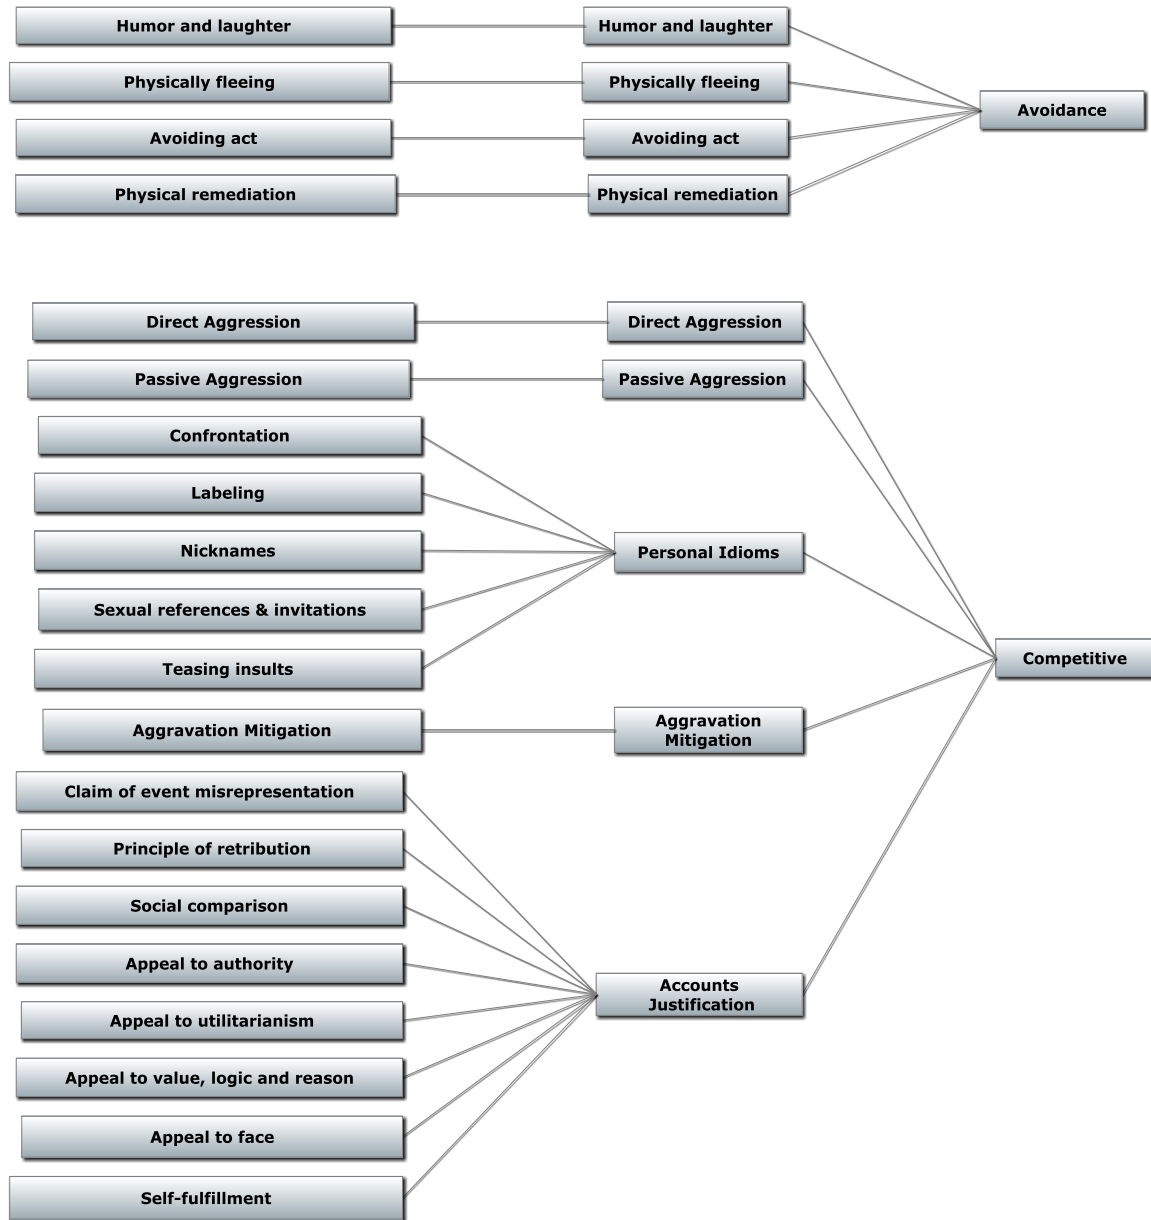 Humor and laughter
Humor and laughter
Physically fleeing
Physically fleeing
Avoidance
Avoiding act
Avoiding act
Physical remediation
Physical remediation
Direct Aggression
Direct Aggression
Passive Aggression
Passive Aggression
Confrontation
Labeling
Nicknames
Personal Idioms
Sexual references & invitations
Teasing insults
Competitive
Aggravation Mitigation
Aggravation
Mitigation
Claim of event misrepresentation
Principle of retribution
Social comparison
Appeal to authority
Accounts
Justification
Appeal to utilitarianism
Appeal to value, logic and reason
Appeal to face
Self-fulfillment